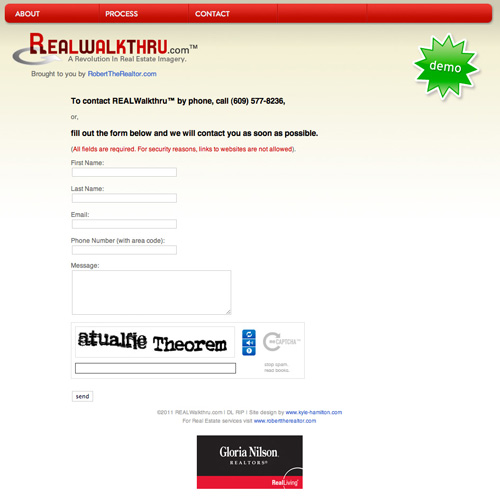 ABOUT PROCESS CONTACT
REALWALKTHRU.com™
A Revolution In Real Estate Imagery.
demo
Brought to you by RobertTheRealtor.com
To contact REALWalkthru™ by phone, call (609) 577-8236,
or,
fill out the form below and we will contact you as soon as possible.
(All fields are required. For security reasons, links to websites are not allowed).
First Name:
Last Name:
Email:
Phone Number (with area code):
Message:
atualfie Theorem
reCAPTCHA™
stop spam.
read books.
send
©2011 REALWalkthru.com | DL RIP | Site design by www.kyle-hamilton.com
For Real Estate services visit www.robertherealtor.com
Gloria Nilson
REALTORS®
RealLiving®